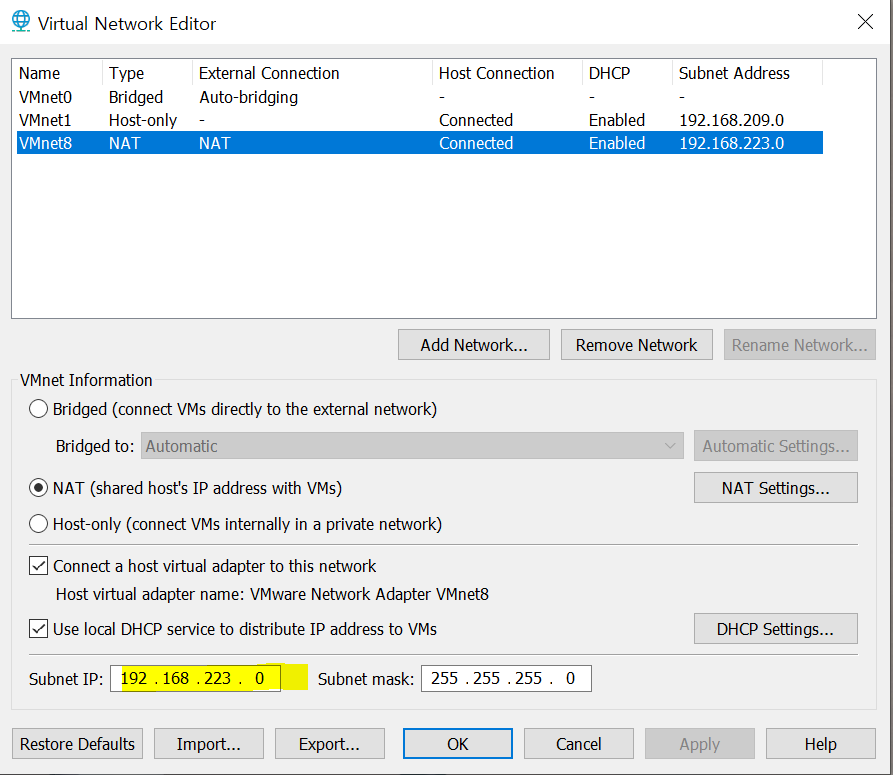 Virtual Network Editor
Name Type External Connection Host Connection DHCP Subnet Address
VMnet0 Bridged Auto-bridging - - -
VMnet1 Host-only - Connected Enabled 192.168.209.0
VMnet8 NAT NAT Connected Enabled 192.168.223.0
Add Network... Remove Network Rename Network...
VMnet Information
Bridged (connect VMs directly to the external network)
Bridged to: Automatic Automatic Settings...
NAT (shared host's IP address with VMs) NAT Settings...
Host-only (connect VMs internally in a private network)
Connect a host virtual adapter to this network
Host virtual adapter name: VMware Network Adapter VMnet8
Use local DHCP service to distribute IP address to VMs DHCP Settings...
Subnet IP: 192 . 168 . 223 . 0 Subnet mask: 255 . 255 . 255 . 0
Restore Defaults Import... Export... OK Cancel Apply Help